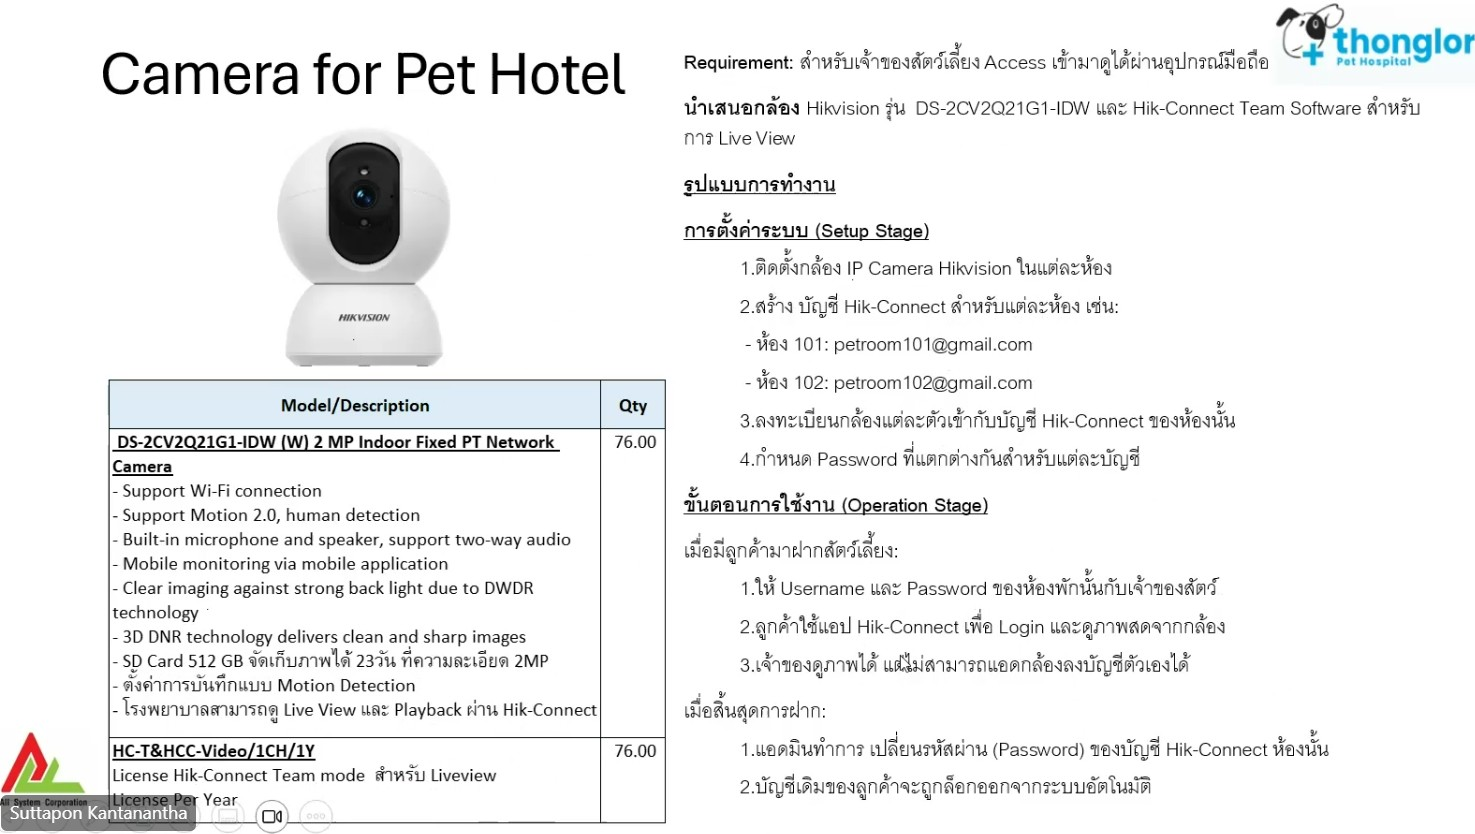 Camera for Pet Hotel
thonglor
Pet Hospital
Requirement: สำหรับเจ้าของสัตว์เลี้ยง Access เข้ามาดูได้ผ่านอุปกรณ์มือถือ
นำเสนอกล้อง Hikvision รุ่น DS-2CV2Q21G1-IDW และ Hik-Connect Team Software สำหรับ
การ Live View
รูปแบบการทำงาน
การตั้งค่าระบบ (Setup Stage)
1.ติดตั้งกล้อง IP Camera Hikvision ในแต่ละห้อง
2.สร้าง บัญชี Hik-Connect สำหรับแต่ละห้อง เช่น:
- ห้อง 101: petroom101@gmail.com
- ห้อง 102: petroom102@gmail.com
3.ลงทะเบียนกล้องแต่ละตัวเข้ากับบัญชี Hik-Connect ของห้องนั้น
4.กำหนด Password ที่แตกต่างกันสำหรับแต่ละบัญชี
ขั้นตอนการใช้งาน (Operation Stage)
เมื่อมีลูกค้ามาฝากสัตว์เลี้ยง:
1.ให้ Username และ Password ของห้องพักนั้นกับเจ้าของสัตว์
2.ลูกค้าใช้แอป Hik-Connect เพื่อ Login และดูภาพสดจากกล้อง
3.เจ้าของดูภาพได้ แต่ไม่สามารถแอดกล้องลงบัญชีตัวเองได้
เมื่อสิ้นสุดการฝาก:
1.แอดมินทำการ เปลี่ยนรหัสผ่าน (Password) ของบัญชี Hik-Connect ห้องนั้น
2.บัญชีเดิมของลูกค้าจะถูกล็อกออกจากระบบอัตโนมัติ
HIKVISION
Model/Description Qty
DS-2CV2Q21G1-IDW (W) 2 MP Indoor Fixed PT Network 76.00
Camera
- Support Wi-Fi connection
- Support Motion 2.0, human detection
- Built-in microphone and speaker, support two-way audio
- Mobile monitoring via mobile application
- Clear imaging against strong back light due to DWDR
technology
- 3D DNR technology delivers clean and sharp images
- SD Card 512 GB จัดเก็บภาพได้ 23วัน ที่ความละเอียด 2MP
- ตั้งค่าการบันทึกแบบ Motion Detection
- โรงพยาบาลสามารถดู Live View และ Playback ผ่าน Hik-Connect
HC-T&HCC-Video/1CH/1Y 76.00
License Hik-Connect Team mode สำหรับ Liveview
License Per Year
All System Corporation
Suttapon Kantanantha